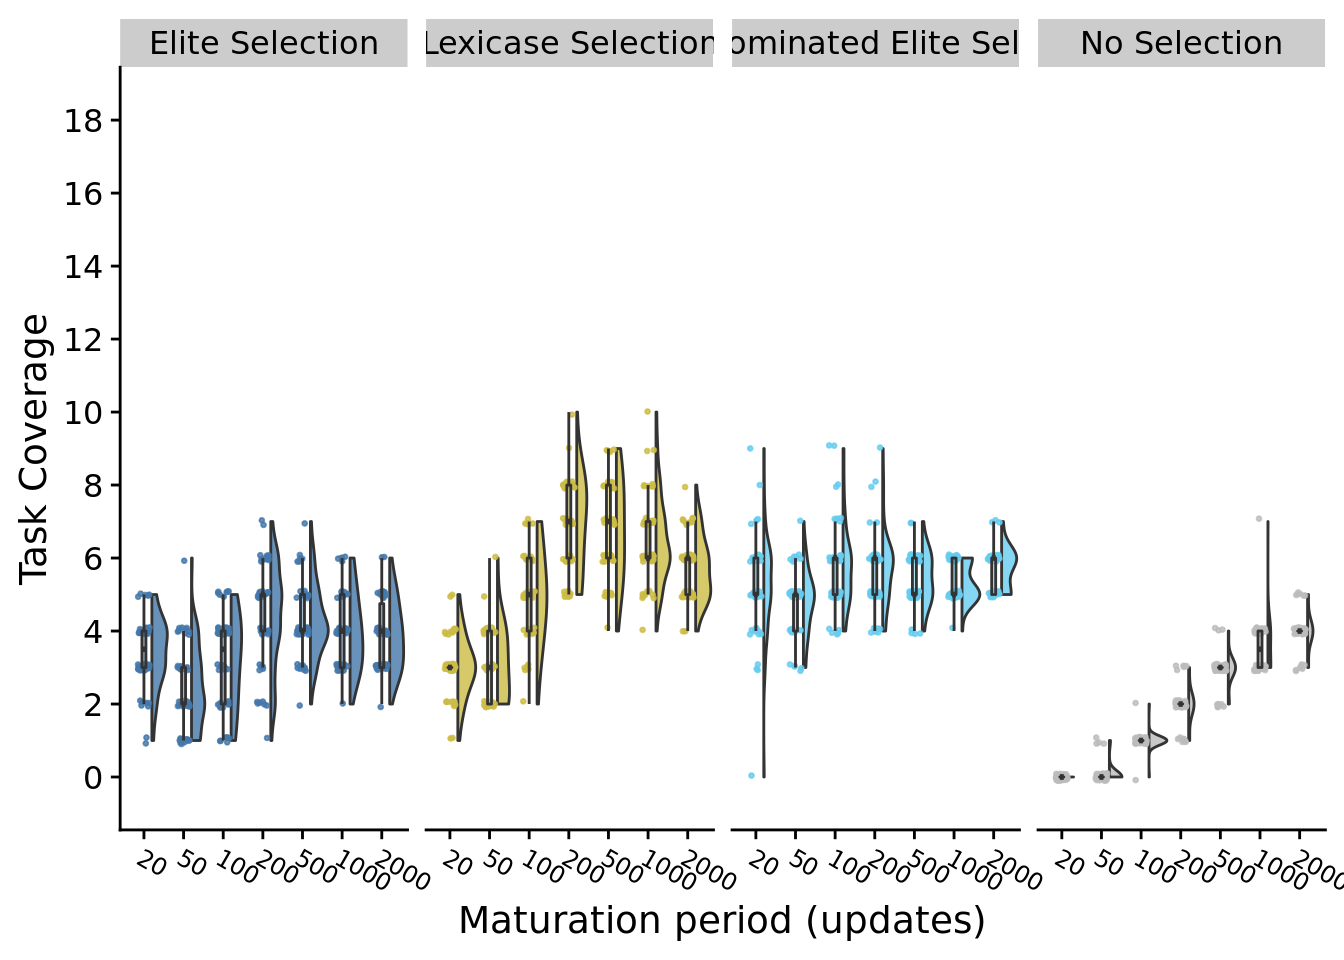 Elite Selection
Lexicase Selection
ominated Elite Sel
No Selection
Task Coverage
18
16
14
12
10
8
6
4
2
0
20 50 100 200 500 1000 2000
20 50 100 200 500 1000 2000
20 50 100 200 500 1000 2000
20 50 100 200 500 1000 2000
Maturation period (updates)